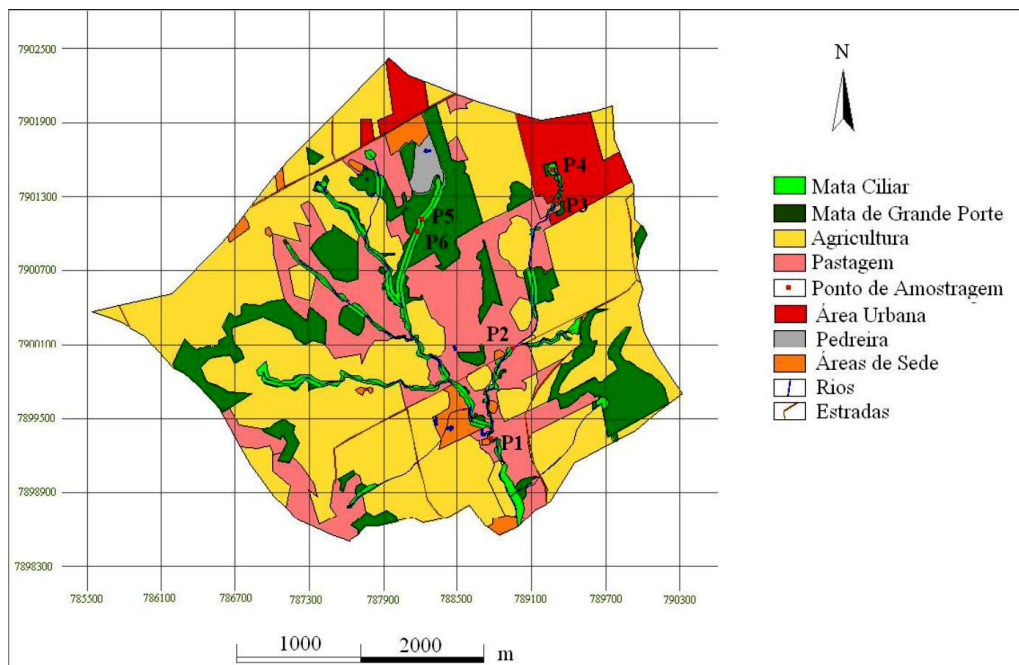 7902500
7901900
7901300
7900700
7900100
7899500
7898900
7898300
785500
786100
786700
787300
787900
788500
789100
789700
790300
P4
P3
P5
P6
P2
P1
N
Mata Ciliar
Mata de Grande Porte
Agricultura
Pastagem
Ponto de Amostragem
Área Urbana
Pedreira
Áreas de Sede
Rios
Estradas
1000
2000
m